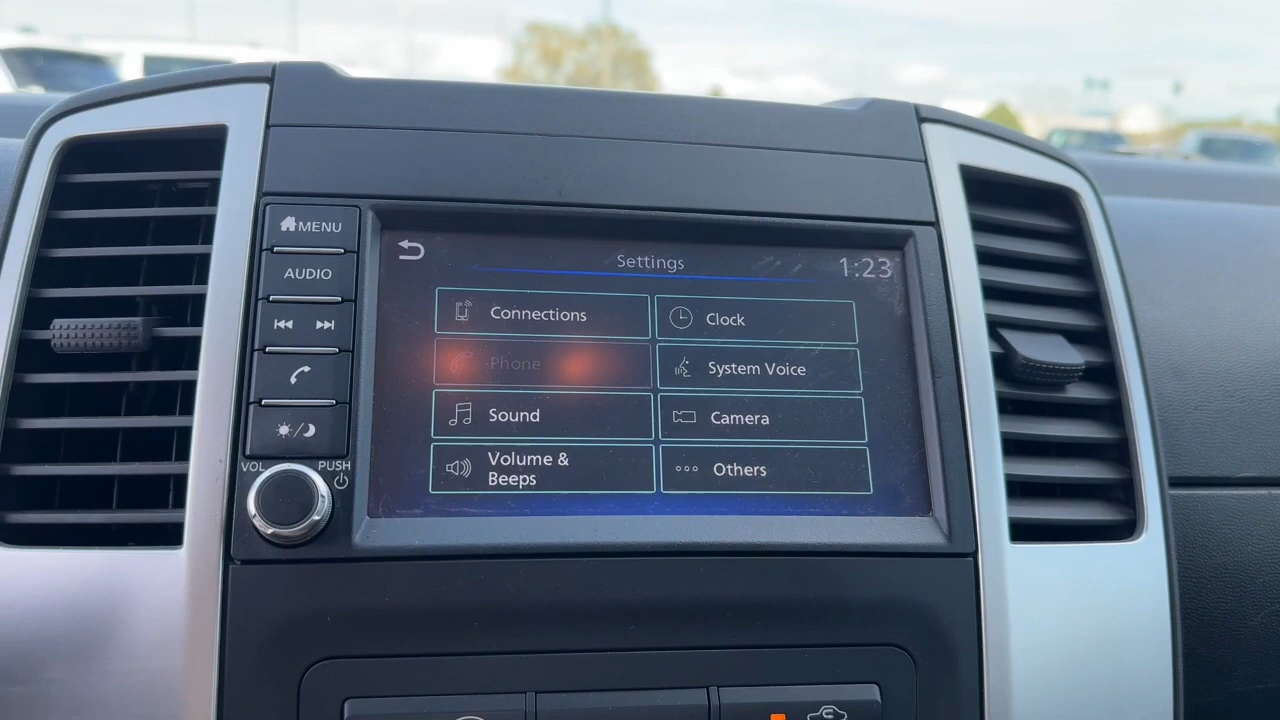 MENU
AUDIO
VOL
PUSH
Settings
1:23
Connections
Clock
Phone
System Voice
Sound
Camera
Volume &
Beeps
Others